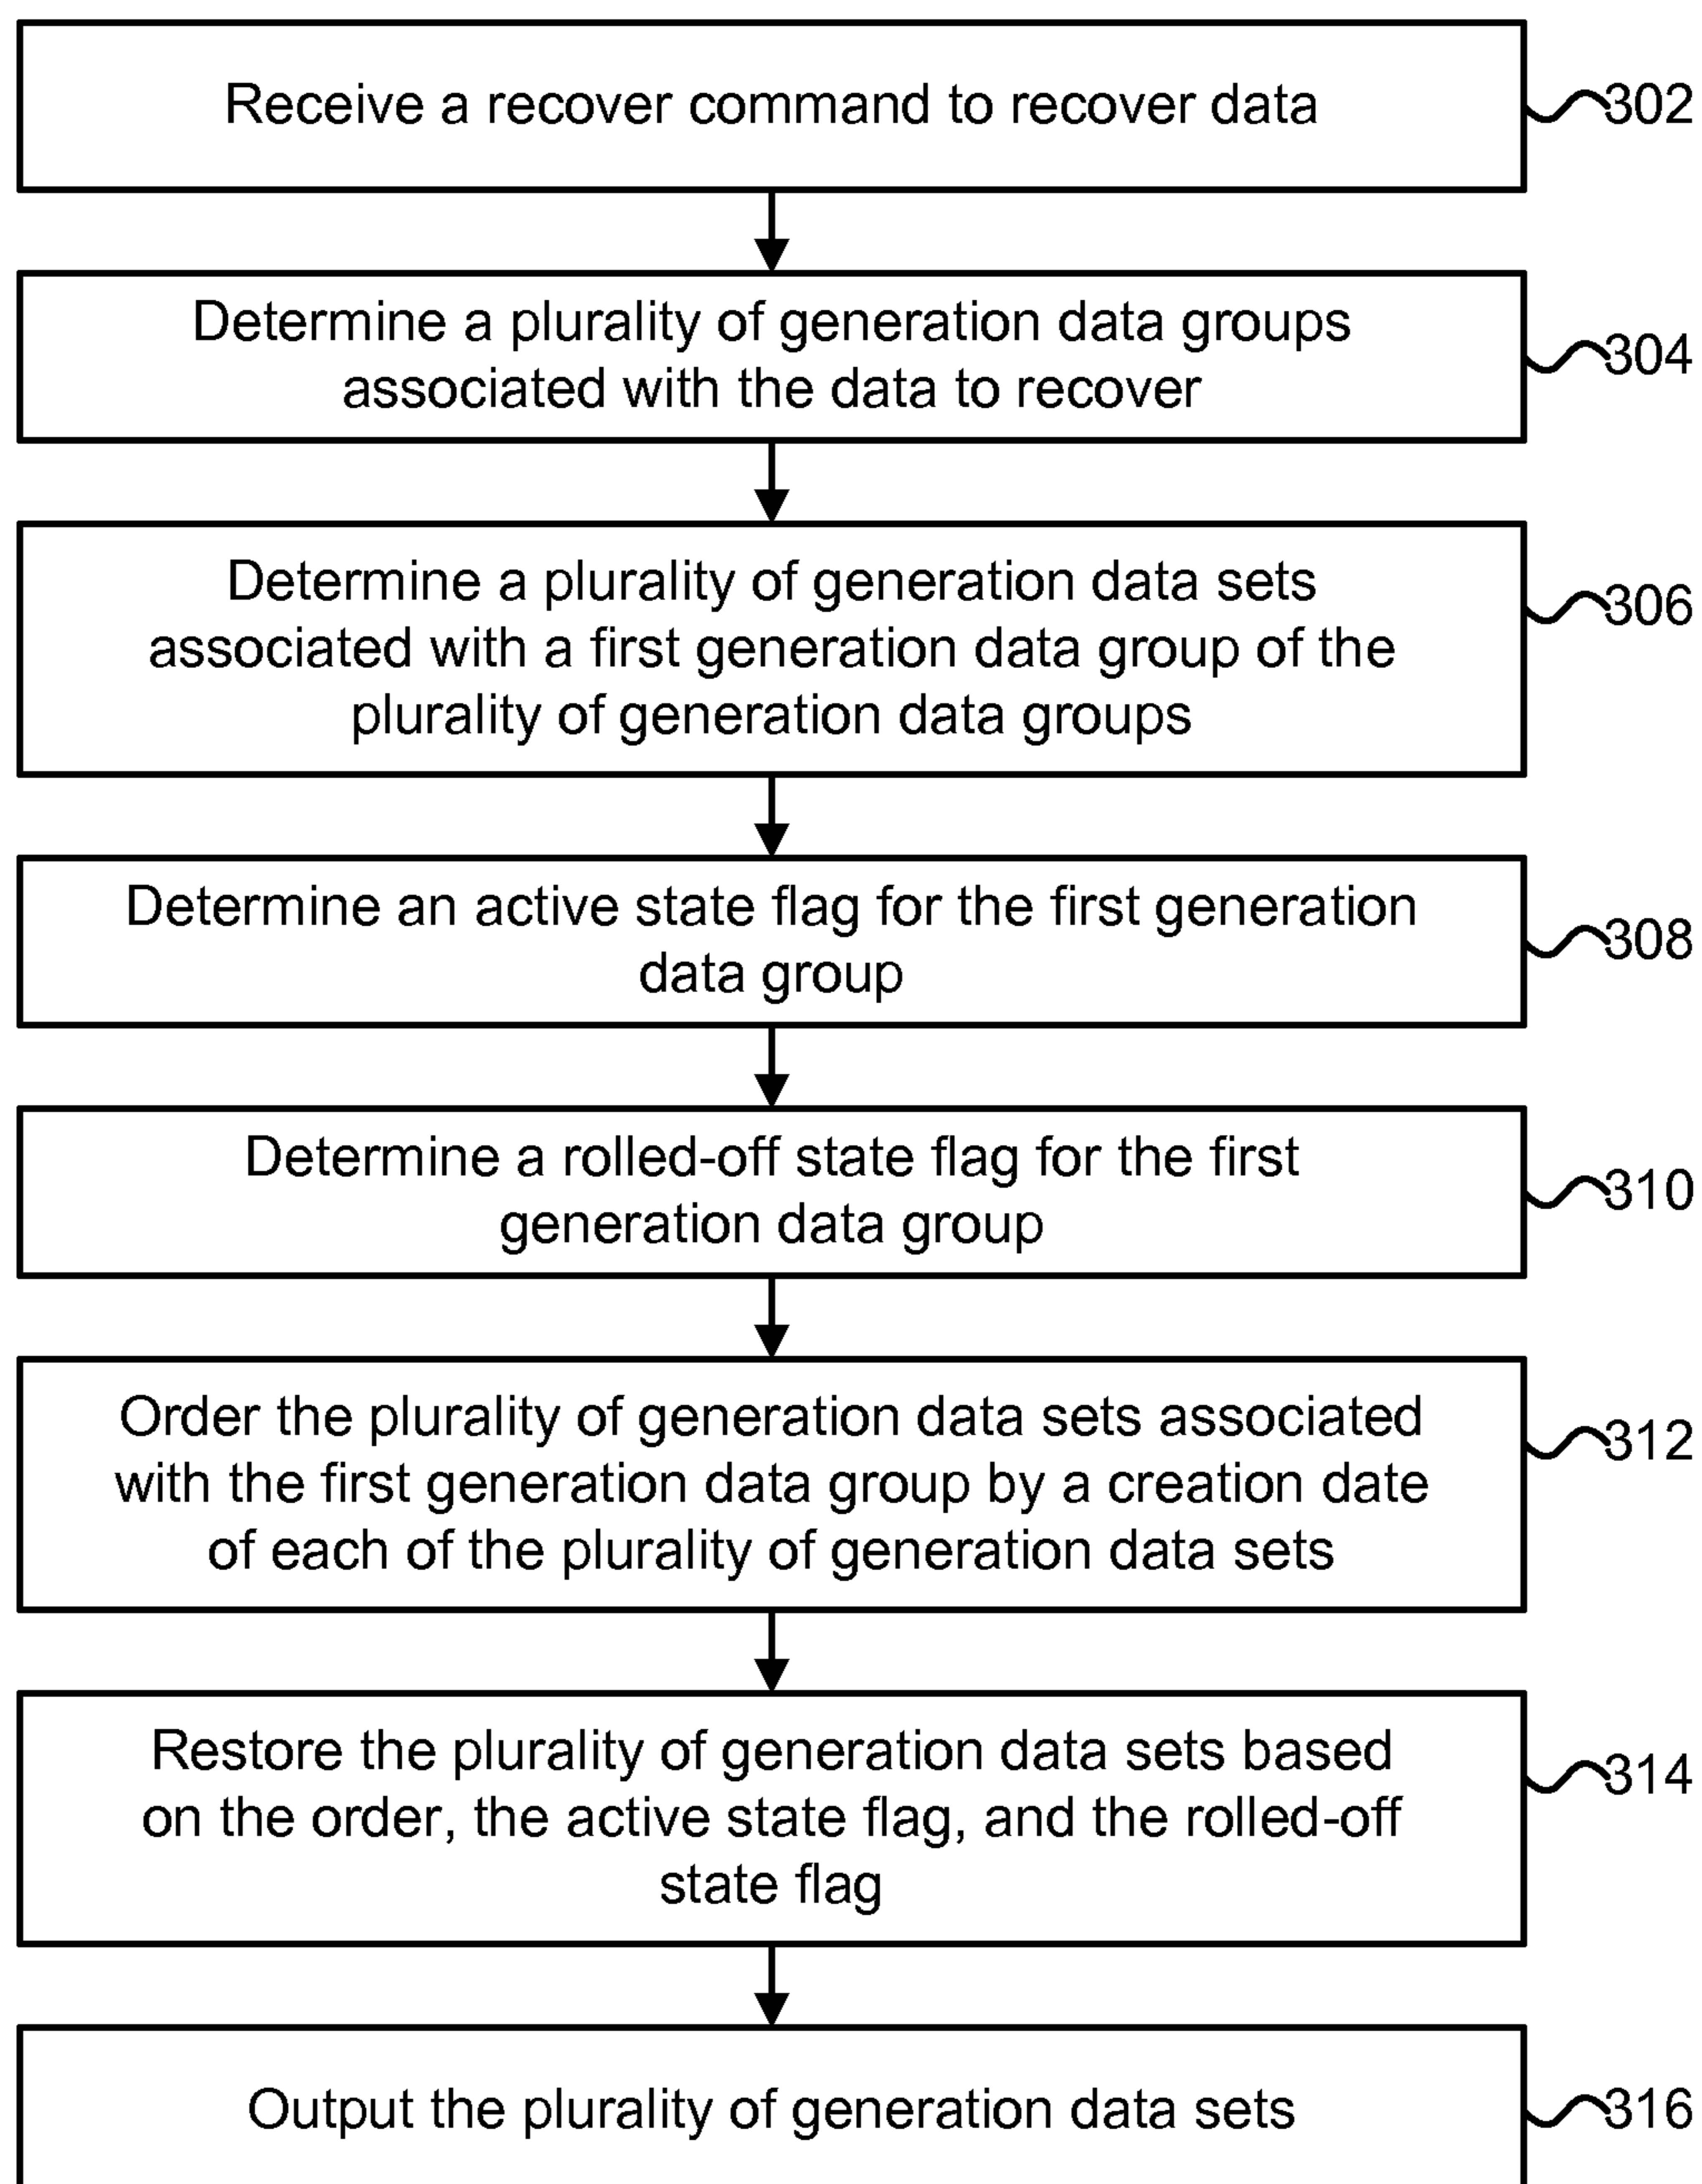 Receive a recover command to recover data
302
Determine a plurality of generation data groups
associated with the data to recover
304
Determine a plurality of generation data sets
associated with a first generation data group of the
plurality of generation data groups
306
Determine an active state flag for the first generation
data group
308
Determine a rolled-off state flag for the first
generation data group
310
Order the plurality of generation data sets associated
with the first generation data group by a creation date
of each of the plurality of generation data sets
312
Restore the plurality of generation data sets based
on the order, the active state flag, and the rolled-off
state flag
314
Output the plurality of generation data sets
316